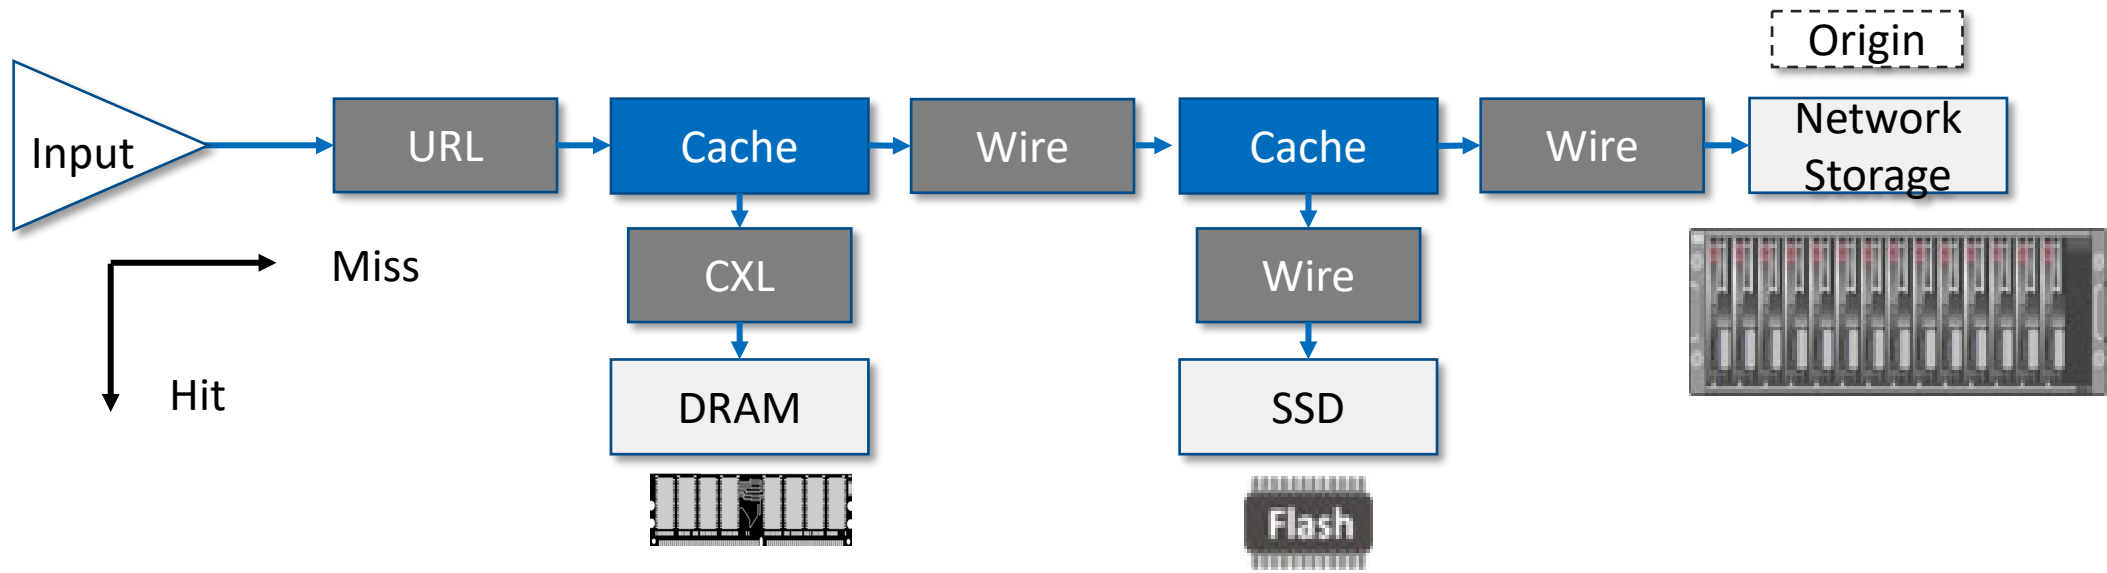 Origin
Input
URL
Cache
Wire
Cache
Wire
Network
Storage
Miss
CXL
Wire
Hit
DRAM
SSD
Flash